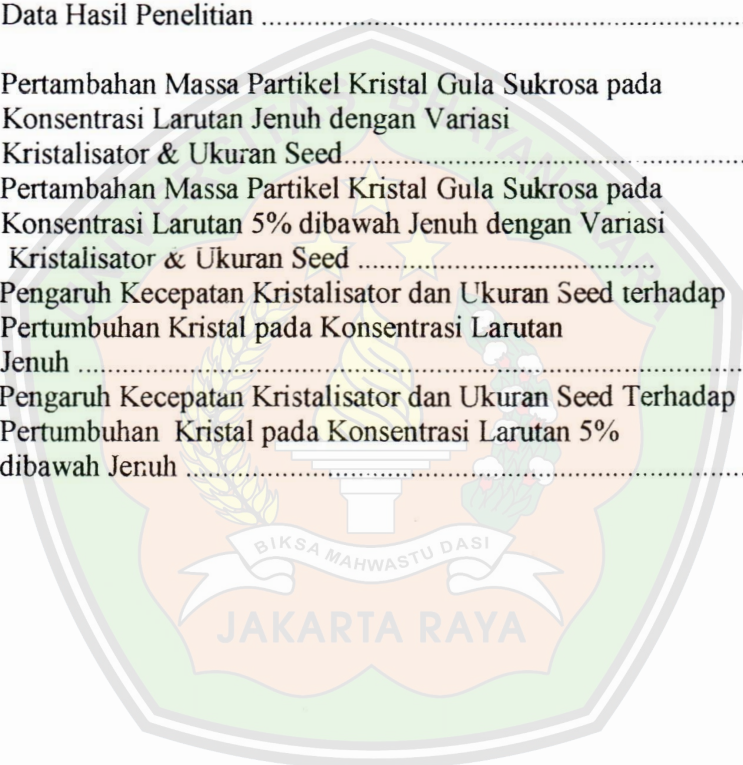 Data Hasil Penelitian ..........................................................................
Pertambahan Massa Partikel Kristal Gula Sukrosa pada
Konsentrasi Larutan Jenuh dengan Variasi
Kristalisator & Ukuran Seed..............................................................
Pertambahan Massa Partikel Kristal Gula Sukrosa pada
Konsentrasi Larutan 5% dibawah Jenuh dengan Variasi
Kristalisator & Ukuran Seed .............................................
Pengaruh Kecepatan Kristalisator dan Ukuran Seed terhadap
Pertumbuhan Kristal pada Konsentrasi Larutan
Jenuh ....................................................................................................
Pengaruh Kecepatan Kristalisator dan Ukuran Seed Terhadap
Pertumbuhan Kristal pada Konsentrasi Larutan 5%
dibawah Jenuh ....................................................................................
UNIVERSITAS BHAYANGKARA
BIKSA MAHWASTU DASI
JAKARTA RAYA